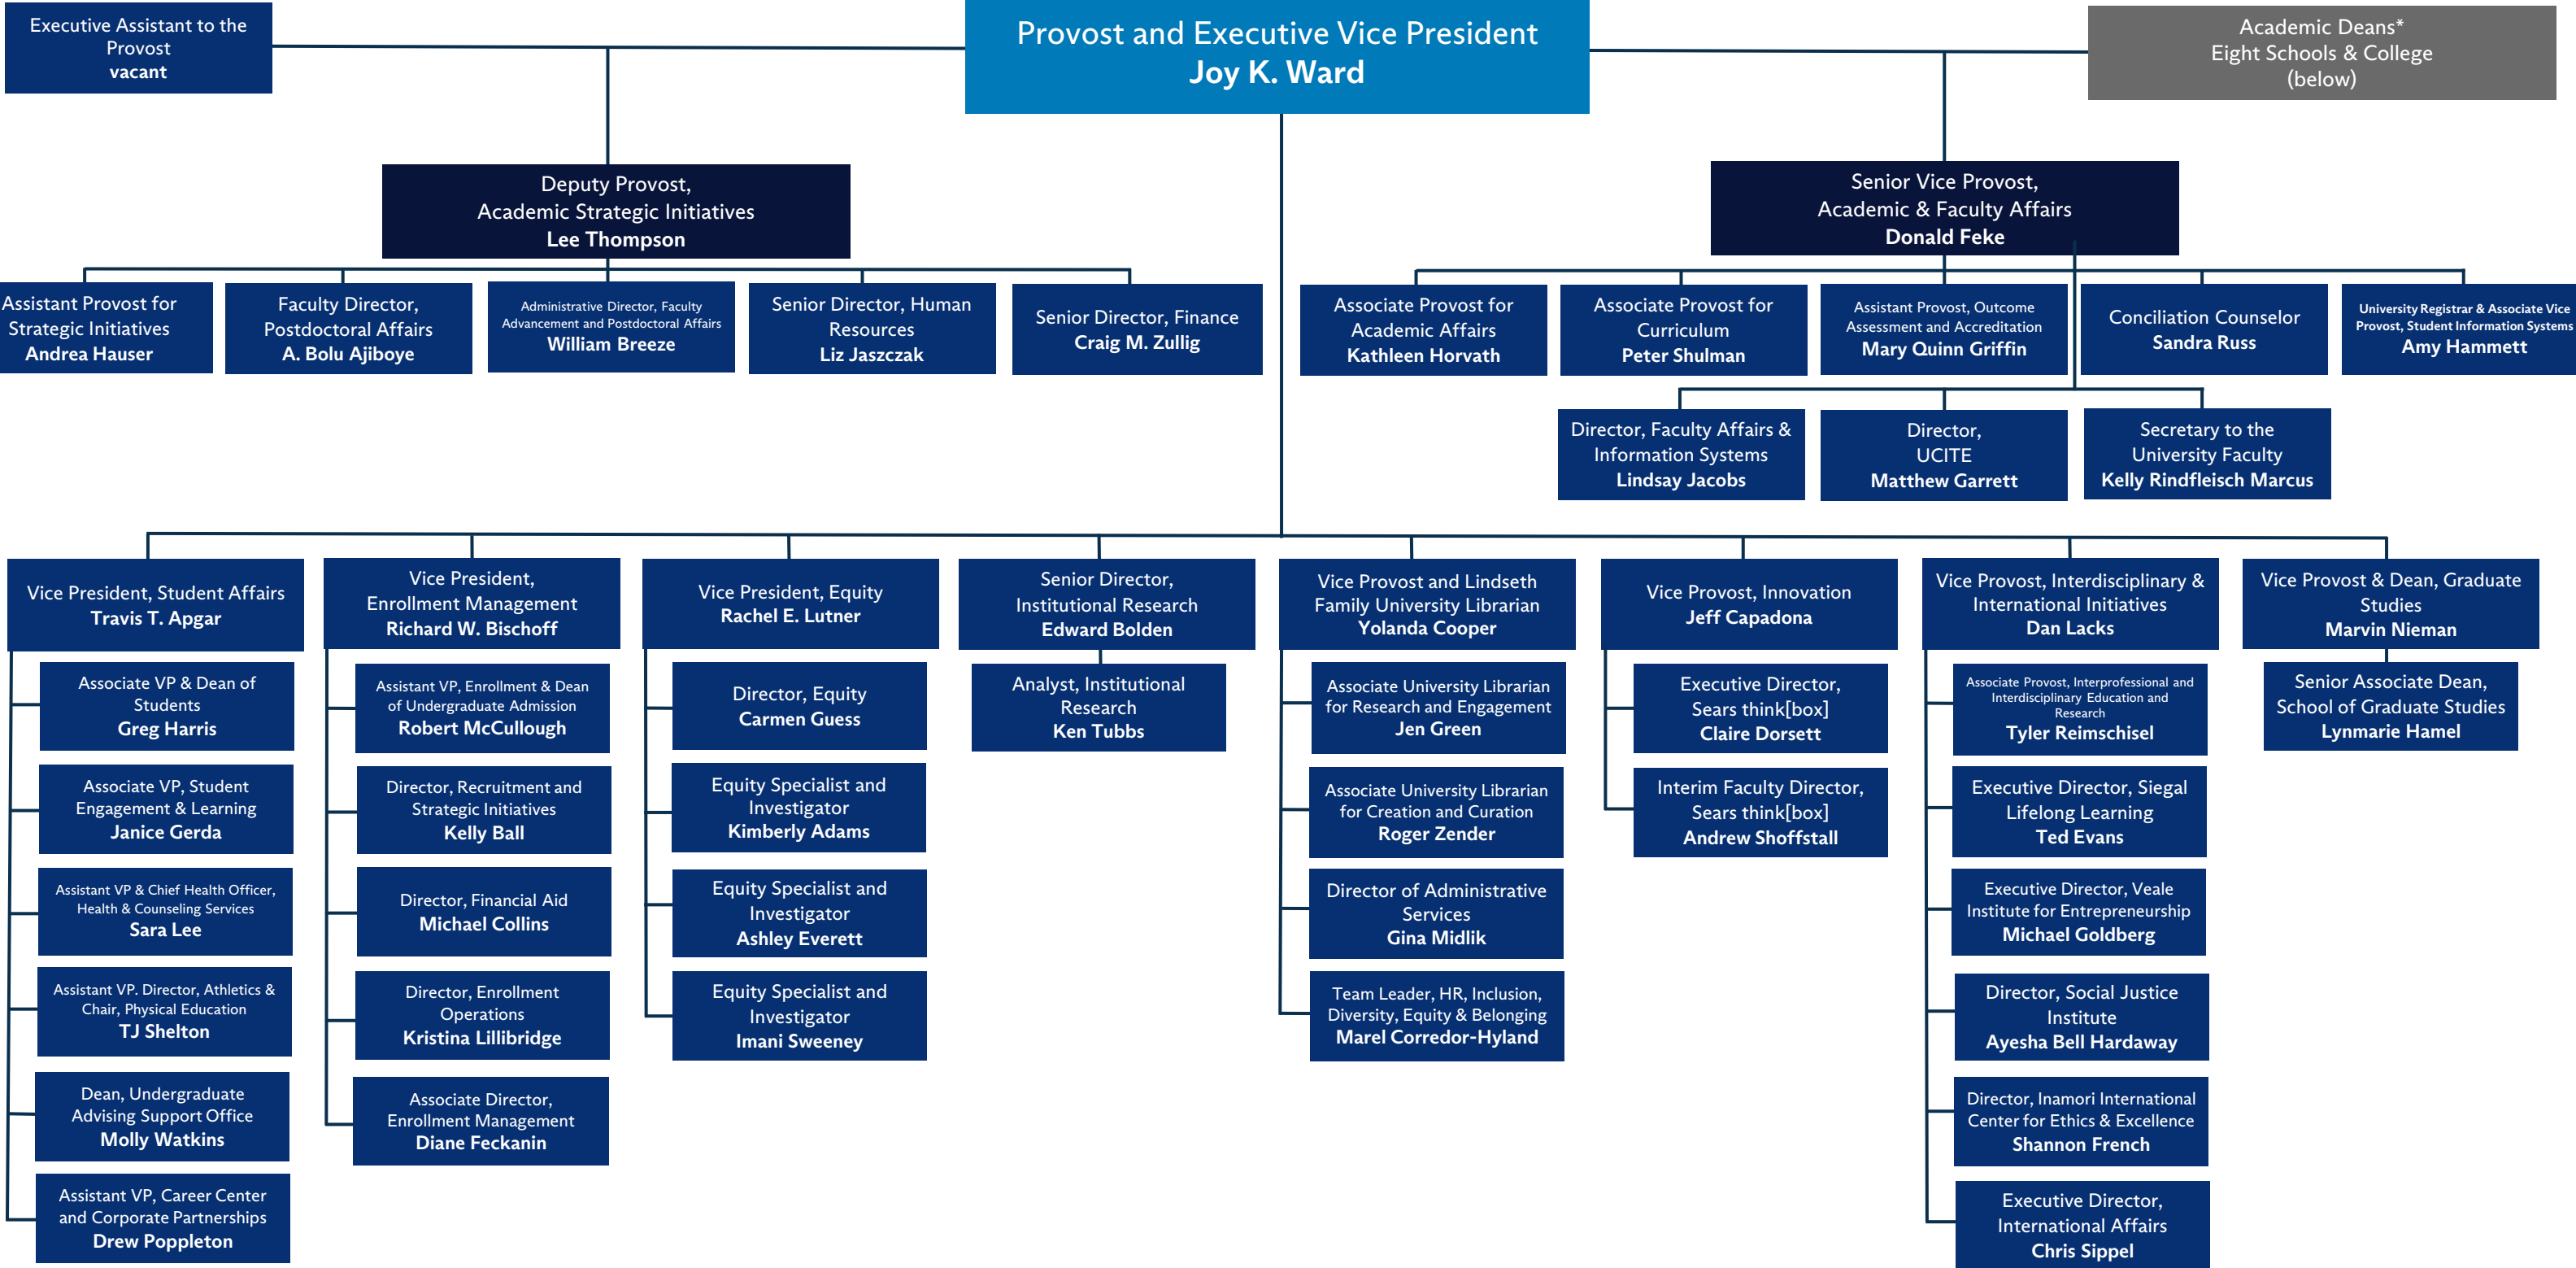 Executive Assistant to the
Provost
vacant
Provost and Executive Vice President
Joy K. Ward
Academic Deans*
Eight Schools & College
(below)
Deputy Provost,
Academic Strategic Initiatives
Lee Thompson
Senior Vice Provost,
Academic & Faculty Affairs
Donald Feke
Assistant Provost for
Strategic Initiatives
Andrea Hauser
Faculty Director,
Postdoctoral Affairs
A. Bolu Ajiboye
Administrative Director, Faculty
Advancement and Postdoctoral Affairs
William Breeze
Senior Director, Human
Resources
Liz Jaszczak
Senior Director, Finance
Craig M. Zullig
Associate Provost for
Academic Affairs
Kathleen Horvath
Associate Provost for
Curriculum
Peter Shulman
Assistant Provost, Outcome
Assessment and Accreditation
Mary Quinn Griffin
Conciliation Counselor
Sandra Russ
University Registrar & Associate Vice
Provost, Student Information Systems
Amy Hammett
Director, Faculty Affairs &
Information Systems
Lindsay Jacobs
Director,
UCITE
Matthew Garrett
Secretary to the
University Faculty
Kelly Rindfleisch Marcus
Vice President, Student Affairs
Travis T. Apgar
Vice President,
Enrollment Management
Richard W. Bischoff
Vice President, Equity
Rachel E. Lutner
Senior Director,
Institutional Research
Edward Bolden
Vice Provost and Lindseth
Family University Librarian
Yolanda Cooper
Vice Provost, Innovation
Jeff Capadona
Vice Provost, Interdisciplinary &
International Initiatives
Dan Lacks
Vice Provost & Dean, Graduate
Studies
Marvin Nieman
Associate VP & Dean of
Students
Greg Harris
Associate VP, Student
Engagement & Learning
Janice Gerda
Assistant VP & Chief Health Officer,
Health & Counseling Services
Sara Lee
Assistant VP. Director, Athletics &
Chair, Physical Education
TJ Shelton
Dean, Undergraduate
Advising Support Office
Molly Watkins
Assistant VP, Career Center
and Corporate Partnerships
Drew Poppleton
Assistant VP, Enrollment & Dean
of Undergraduate Admission
Robert McCullough
Director, Recruitment and
Strategic Initiatives
Kelly Ball
Director, Financial Aid
Michael Collins
Director, Enrollment
Operations
Kristina Lillibridge
Associate Director,
Enrollment Management
Diane Feckanin
Director, Equity
Carmen Guess
Equity Specialist and
Investigator
Kimberly Adams
Equity Specialist and
Investigator
Ashley Everett
Equity Specialist and
Investigator
Imani Sweeney
Analyst, Institutional
Research
Ken Tubbs
Associate University Librarian
for Research and Engagement
Jen Green
Associate University Librarian
for Creation and Curation
Roger Zender
Director of Administrative
Services
Gina Midlik
Team Leader, HR, Inclusion,
Diversity, Equity & Belonging
Marel Corredor-Hyland
Executive Director,
Sears think[box]
Claire Dorsett
Interim Faculty Director,
Sears think[box]
Andrew Shoffstall
Associate Provost, Interprofessional and
Interdisciplinary Education and
Research
Tyler Reimschisel
Executive Director, Siegal
Lifelong Learning
Ted Evans
Executive Director, Veale
Institute for Entrepreneurship
Michael Goldberg
Director, Social Justice
Institute
Ayesha Bell Hardaway
Director, Inamori International
Center for Ethics & Excellence
Shannon French
Executive Director,
International Affairs
Chris Sippel
Senior Associate Dean,
School of Graduate Studies
Lynmarie Hamel